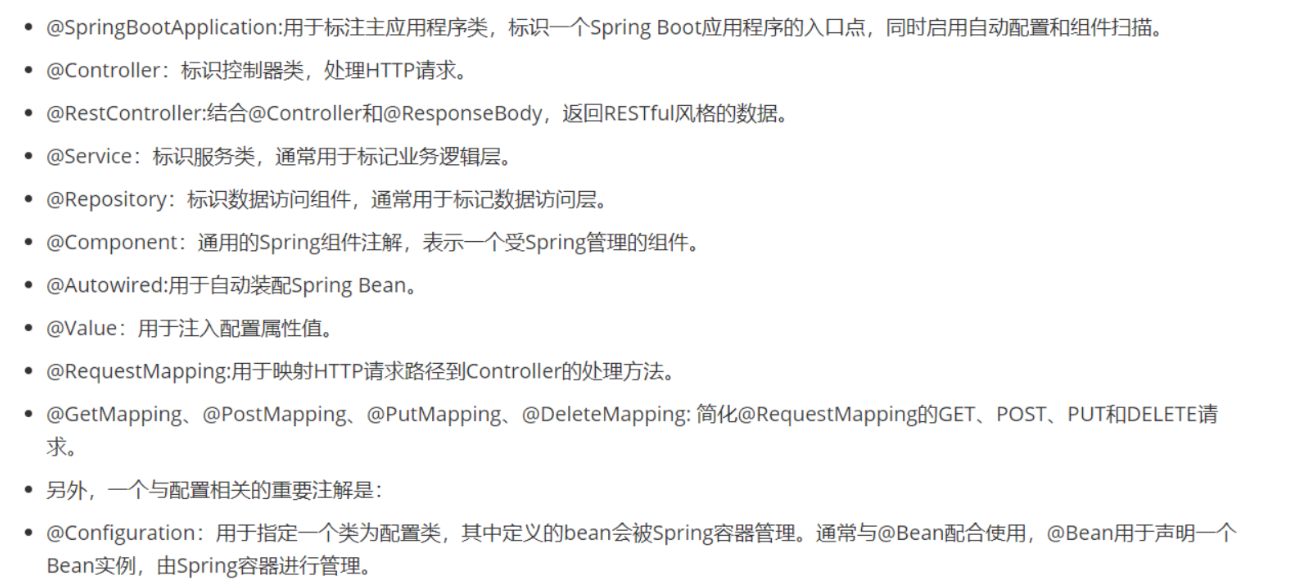 @SpringBootApplication:用于标注主应用程序类，标识一个Spring Boot应用程序的入口点，同时启用自动配置和组件扫描。
@Controller：标识控制器类，处理HTTP请求。
@RestController:结合@Controller和@ResponseBody，返回RESTful风格的数据。
@Service：标识服务类，通常用于标记业务逻辑层。
@Repository：标识数据访问组件，通常用于标记数据访问层。
@Component：通用的Spring组件注解，表示一个受Spring管理的组件。
@Autowired:用于自动装配Spring Bean。
@Value：用于注入配置属性值。
@RequestMapping:用于映射HTTP请求路径到Controller的处理方法。
@GetMapping、@PostMapping、@PutMapping、@DeleteMapping: 简化@RequestMapping的GET、POST、PUT和DELETE请
求。
另外，一个与配置相关的重要注解是：
@Configuration：用于指定一个类为配置类，其中定义的bean会被Spring容器管理。通常与@Bean配合使用，@Bean用于声明一个
Bean实例，由Spring容器进行管理。